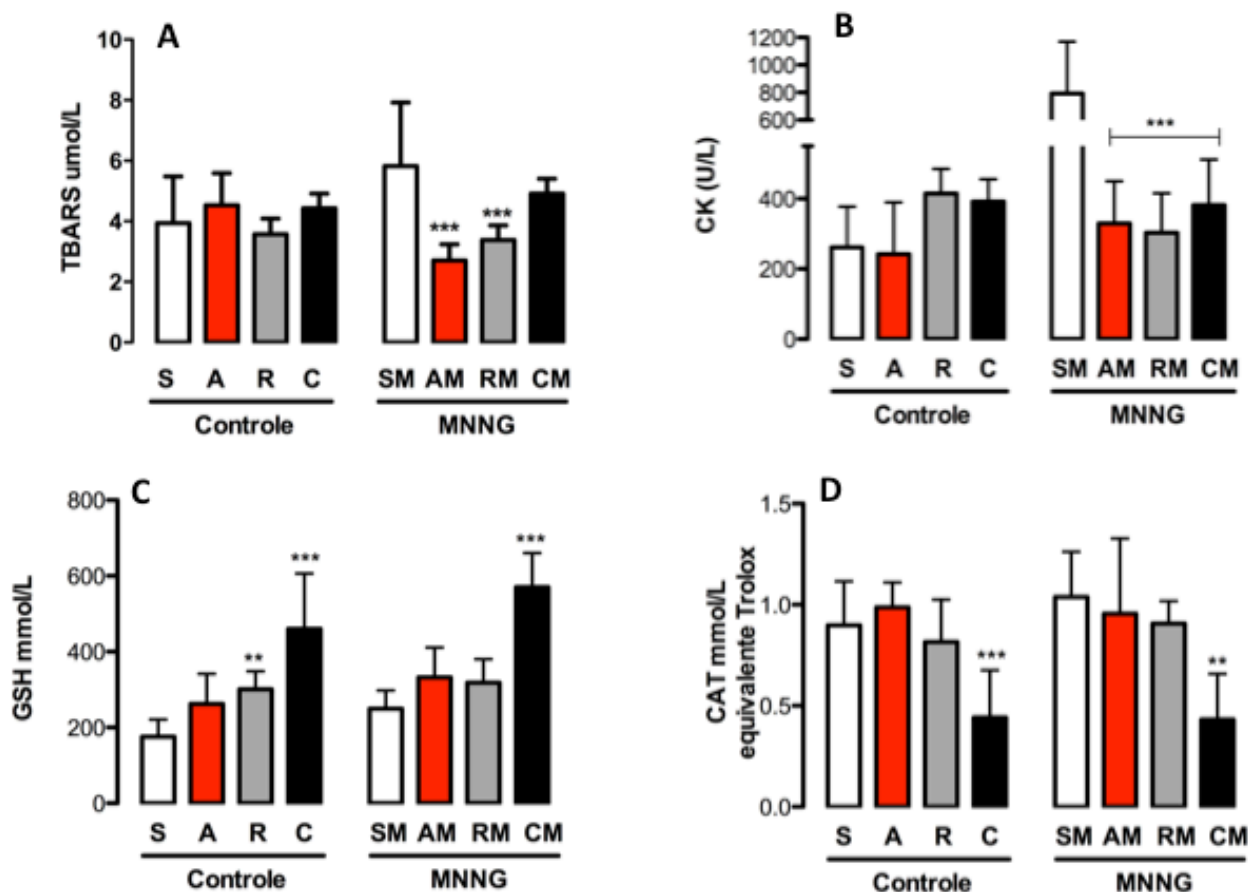 A
TBARS umol/L
10
8
6
4
2
0
***
***
S A R C SM AM RM CM
Controle MNNG
B
CK (U/L)
1200
1000
800
600
400
200
0
***
S A R C SM AM RM CM
Controle MNNG
C
GSH mmol/L
800
600
400
200
0
**
***
***
S A R C SM AM RM CM
Controle MNNG
D
CAT mmol/L
equivalente Trolox
1.5
1.0
0.5
0.0
***
**
S A R C SM AM RM CM
Controle MNNG